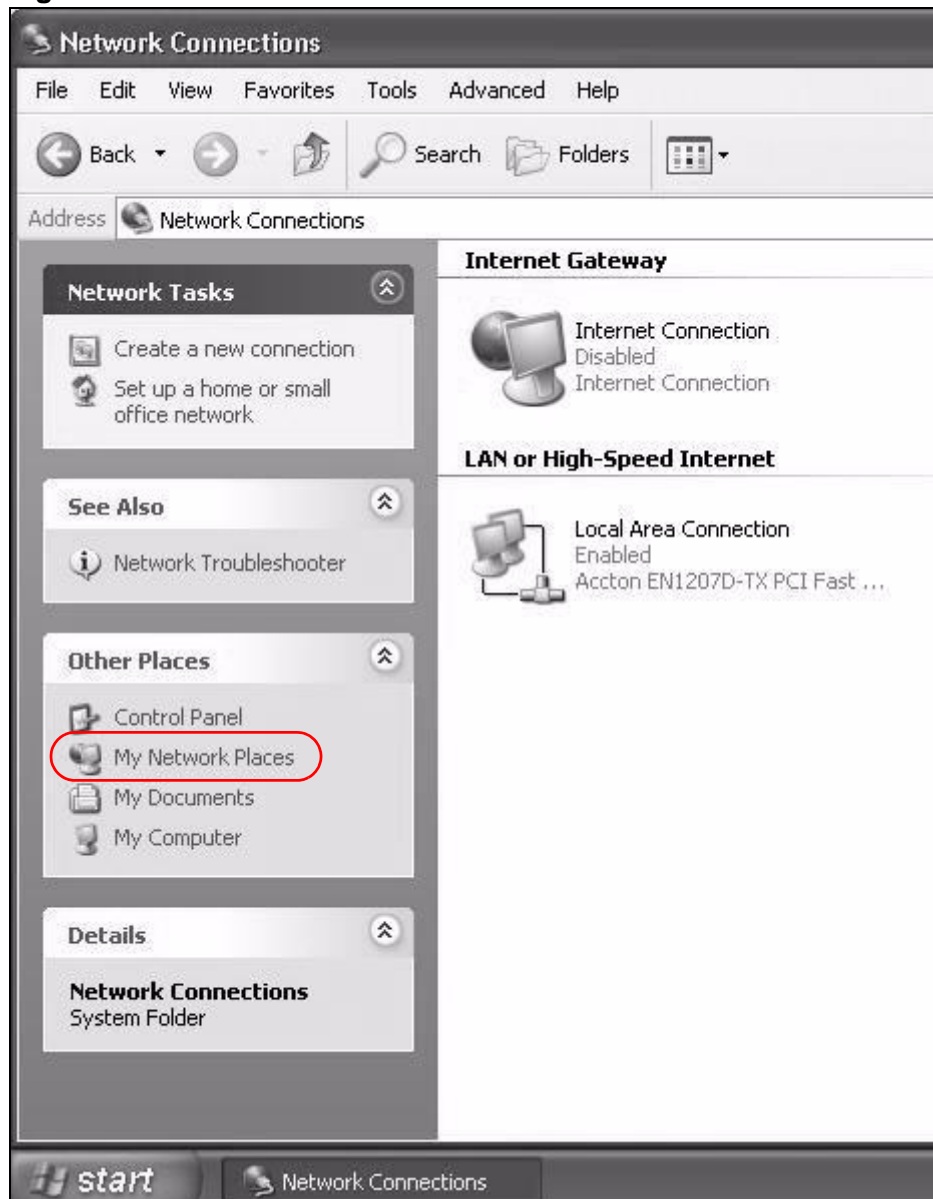 Network Connections
File Edit View Favorites Tools Advanced Help
Back Search Folders
Address Network Connections
Network Tasks
Create a new connection
Set up a home or small
office network
See Also
Network Troubleshooter
Other Places
Control Panel
My Network Places
My Documents
My Computer
Details
Network Connections
System Folder
Internet Gateway
Internet Connection
Disabled
Internet Connection
LAN or High-Speed Internet
Local Area Connection
Enabled
Accton EN1207D-TX PCI Fast ...
start Network Connections